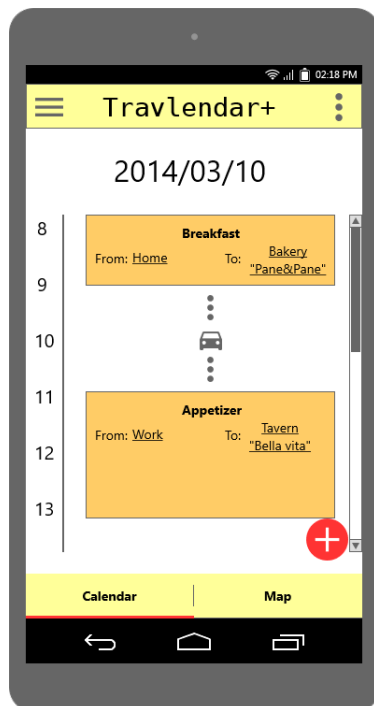 02:18 PM
Travlendar+
2014/03/10
8
Breakfast
From: Home To: Bakery
"Pane&Pane"
9
10
11
Appetizer
From: Work To: Tavern
"Bella vita"
12
13
Calendar Map